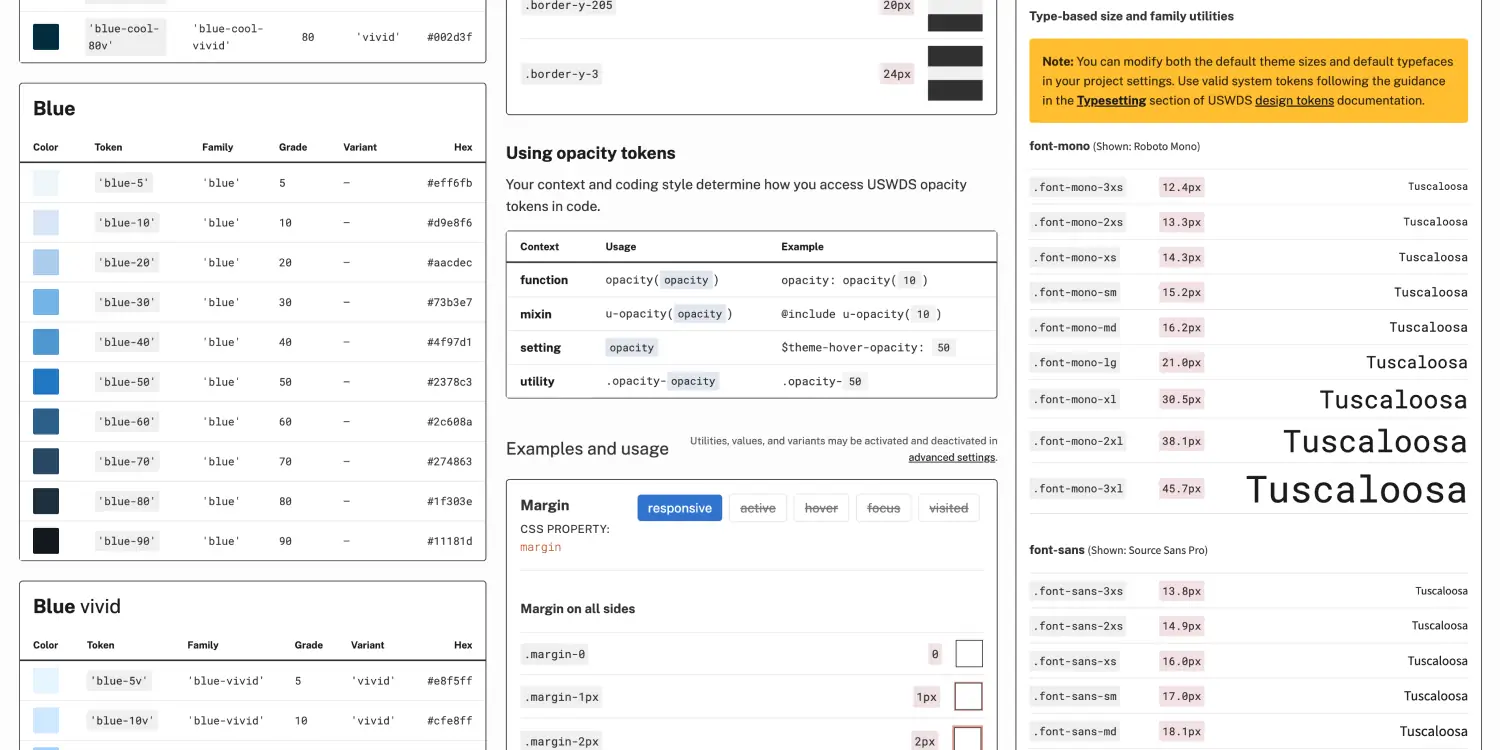 'blue-cool-
80v' 'blue-cool-
vivid' 80 'vivid' #002d3f
Blue
Color Token Family Grade Variant Hex
'blue-5' 'blue' 5 – #eff6fb
'blue-10' 'blue' 10 – #d9e8f6
'blue-20' 'blue' 20 – #aacdec
'blue-30' 'blue' 30 – #73b3e7
'blue-40' 'blue' 40 – #4f97d1
'blue-50' 'blue' 50 – #2378c3
'blue-60' 'blue' 60 – #2c608a
'blue-70' 'blue' 70 – #274863
'blue-80' 'blue' 80 – #1f303e
'blue-90' 'blue' 90 – #11181d
Blue vivid
Color Token Family Grade Variant Hex
'blue-5v' 'blue-vivid' 5 'vivid' #e8f5ff
'blue-10v' 'blue-vivid' 10 'vivid' #cfe8ff
.border-y-205 20px
.border-y-3 24px
Using opacity tokens
Your context and coding style determine how you access USWDS opacity
tokens in code.
Context Usage Example
function opacity( opacity ) opacity: opacity( 10 )
mixin u-opacity( opacity ) @include u-opacity( 10 )
setting opacity $theme-hover-opacity: 50
utility .opacity- opacity .opacity- 50
Examples and usage
Utilities, values, and variants may be activated and deactivated in
advanced settings.
Margin responsive active hover focus visited
CSS PROPERTY:
margin
Margin on all sides
.margin-0 0
.margin-1px 1px
.margin-2px 2px
Type-based size and family utilities
Note: You can modify both the default theme sizes and default typefaces
in your project settings. Use valid system tokens following the guidance
in the Typesetting section of USWDS design tokens documentation.
font-mono (Shown: Roboto Mono)
.font-mono-3xs 12.4px Tuscaloosa
.font-mono-2xs 13.3px Tuscaloosa
.font-mono-xs 14.3px Tuscaloosa
.font-mono-sm 15.2px Tuscaloosa
.font-mono-md 16.2px Tuscaloosa
.font-mono-lg 21.0px Tuscaloosa
.font-mono-xl 30.5px Tuscaloosa
.font-mono-2xl 38.1px Tuscaloosa
.font-mono-3xl 45.7px Tuscaloosa
font-sans (Shown: Source Sans Pro)
.font-sans-3xs 13.8px Tuscaloosa
.font-sans-2xs 14.9px Tuscaloosa
.font-sans-xs 16.0px Tuscaloosa
.font-sans-sm 17.0px Tuscaloosa
.font-sans-md 18.1px Tuscaloosa